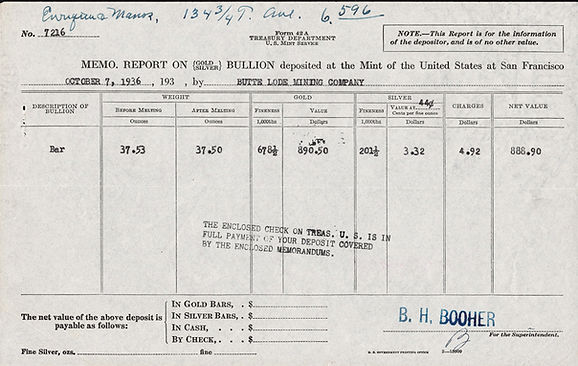 134 3/4 T. Ave. 6. 596
No. 7216
Form 42 A
TREASURY DEPARTMENT
U. S. MINT SERVICE
NOTE.—This Report is for the information
of the depositor, and is of no other value.
MEMO. REPORT ON {GOLD SILVER} BULLION deposited at the Mint of the United States at San Francisco
OCTOBER 7, 1936 , 193 , by BUTTE LODE MINING COMPANY
DESCRIPTION OF BULLION WEIGHT GOLD SILVER CHARGES NET VALUE
BEFORE MELTING AFTER MELTING FINENESS VALUE FINENESS VALUE AT 44¢ Cents per fine ounce
Ounces Ounces 1,000ths Dollars 1,000ths Dollars Dollars
Bar 37.53 37.50 678½ 890.50 201½ 3.32 4.92 888.90
THE ENCLOSED CHECK ON TREAS. U. S. IS IN
FULL PAYMENT OF YOUR DEPOSIT COVERED
BY THE ENCLOSED MEMORANDUMS.
The net value of the above deposit is
payable as follows:
IN GOLD BARS, . $
IN SILVER BARS, . $
IN CASH, . . . $
BY CHECK, . . . $
B. H. BOOHER
For the Superintendent.
Fine Silver, ozs. fine
U. S. GOVERNMENT PRINTING OFFICE